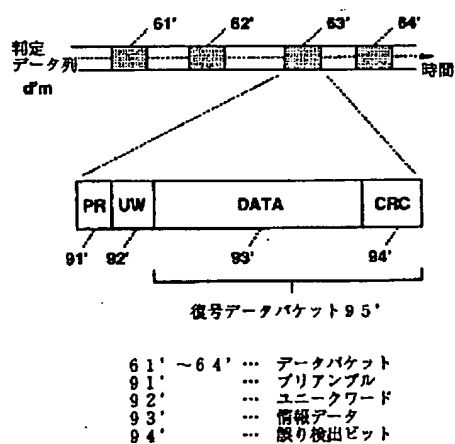 61' 62' 63' 64'
判定
データ列
d'm
時間
PR UW DATA CRC
91' 92' 93' 94'
復号データパケット95'
61'~64' … データパケット
91' … プリアンブル
92' … ユニークワード
93' … 情報データ
94' … 誤り検出ビット